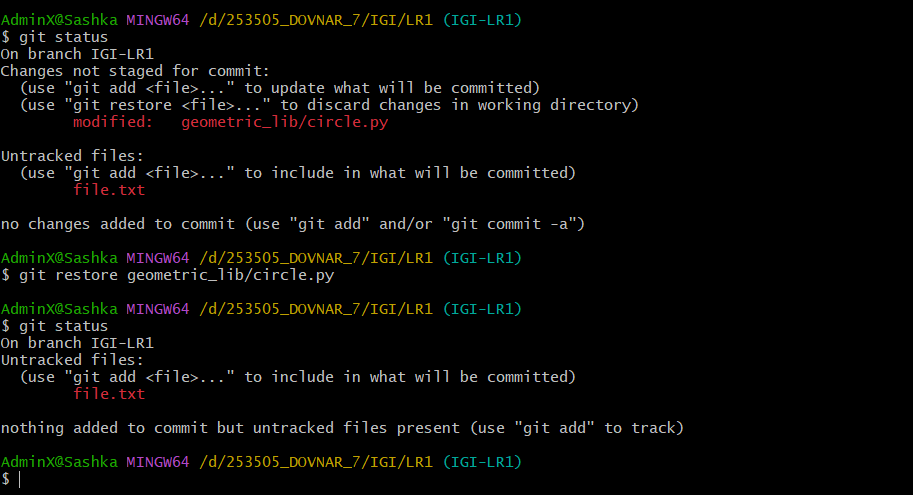 AdminX@Sashka MINGW64 /d/253505_DOVNAR_7/IGI/LR1 (IGI-LR1)
$ git status
On branch IGI-LR1
Changes not staged for commit:
  (use "git add <file>..." to update what will be committed)
  (use "git restore <file>..." to discard changes in working directory)
        modified:   geometric_lib/circle.py

Untracked files:
  (use "git add <file>..." to include in what will be committed)
        file.txt

no changes added to commit (use "git add" and/or "git commit -a")

AdminX@Sashka MINGW64 /d/253505_DOVNAR_7/IGI/LR1 (IGI-LR1)
$ git restore geometric_lib/circle.py

AdminX@Sashka MINGW64 /d/253505_DOVNAR_7/IGI/LR1 (IGI-LR1)
$ git status
On branch IGI-LR1
Untracked files:
  (use "git add <file>..." to include in what will be committed)
        file.txt

nothing added to commit but untracked files present (use "git add" to track)

AdminX@Sashka MINGW64 /d/253505_DOVNAR_7/IGI/LR1 (IGI-LR1)
$